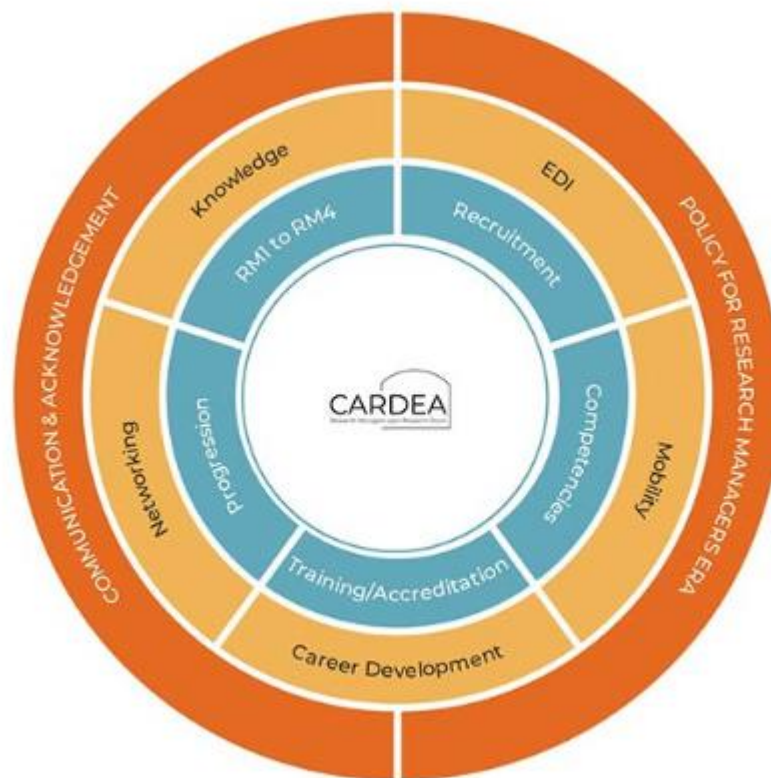 COMMUNICATION & ACKNOWLEDGEMENT
POLICY FOR RESEARCH MANAGERS ERA
Knowledge
EDI
Mobility
Career Development
Networking
RM1 to RM4
Recruitment
Competencies
Training/Accreditation
Progression
CARDEA